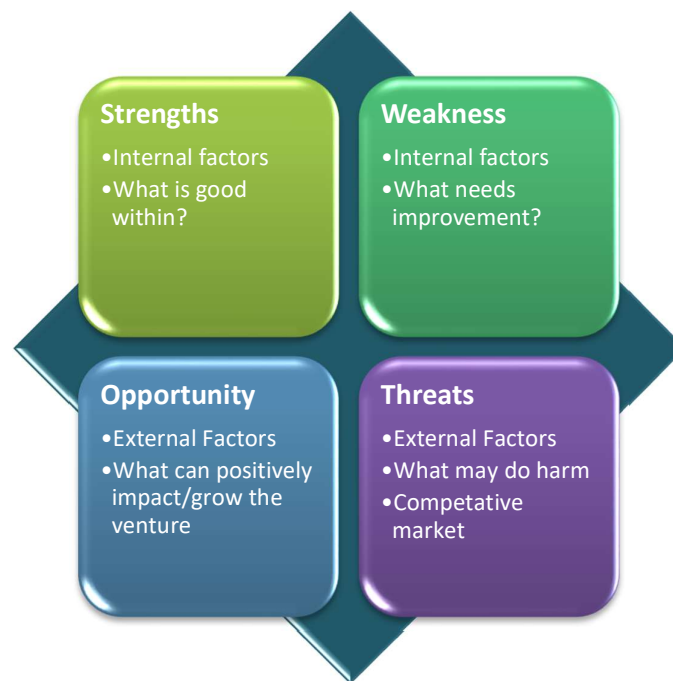 Strengths
•Internal factors
•What is good
within?
Weakness
•Internal factors
•What needs
improvement?
Opportunity
•External Factors
•What can positively
impact/grow the
venture
Threats
•External Factors
•What may do harm
•Competative
market